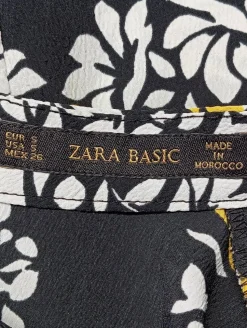 EUR S
USA S
MEX 26
ZARA BASIC
MADE IN
MOROCCO